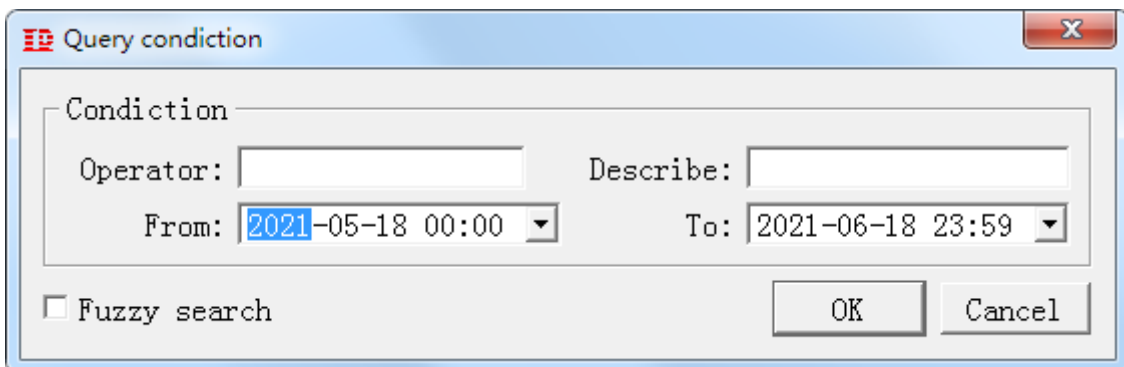 ID Query condiction
Condiction
Operator: Describe:
From: 2021-05-18 00:00 To: 2021-06-18 23:59
Fuzzy search OK Cancel